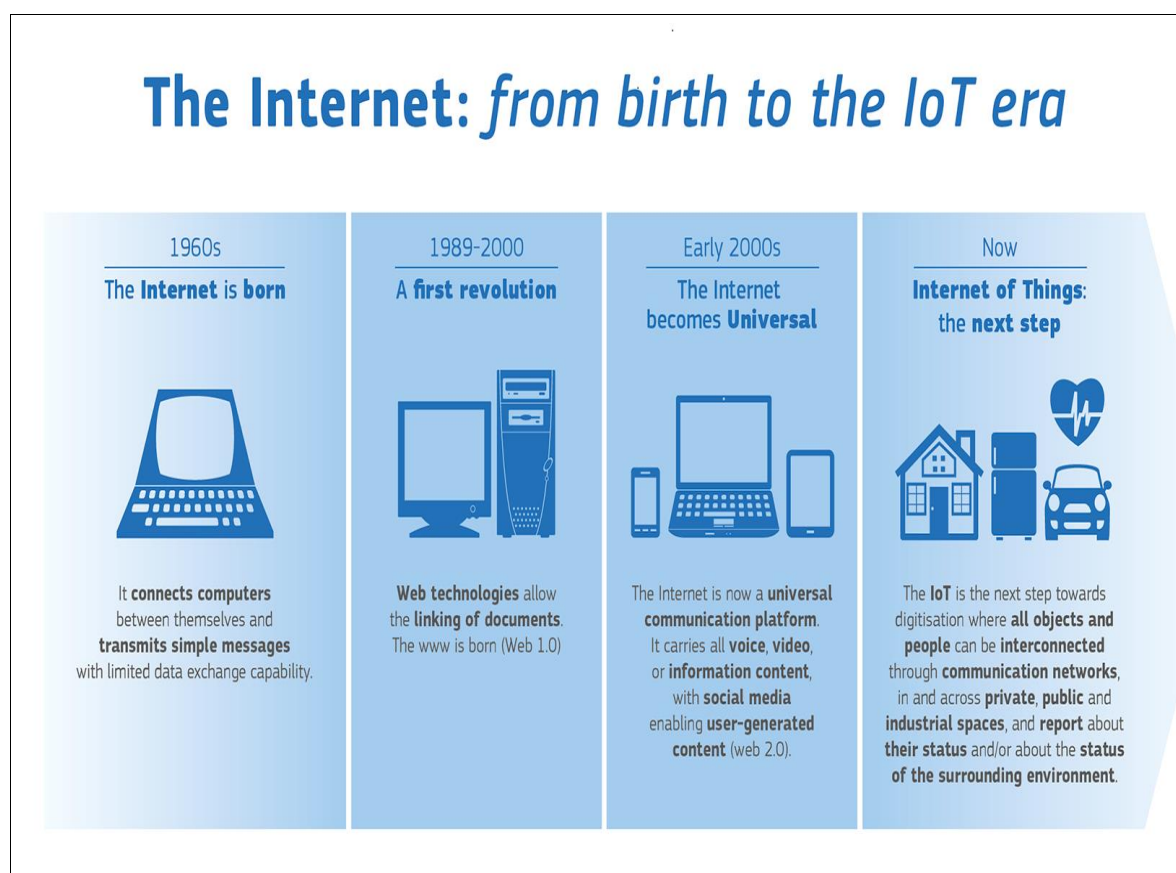 The Internet: from birth to the IoT era
1960s
The Internet is born
It connects computers
between themselves and
transmits simple messages
with limited data exchange capability.
1989-2000
A first revolution
Web technologies allow
the linking of documents.
The www is born (Web 1.0)
Early 2000s
The Internet
becomes Universal
The Internet is now a universal
communication platform.
It carries all voice, video,
or information content,
with social media
enabling user-generated
content (web 2.0).
Now
Internet of Things:
the next step
The IoT is the next step towards
digitisation where all objects and
people can be interconnected
through communication networks,
in and across private, public and
industrial spaces, and report about
their status and/or about the status
of the surrounding environment.